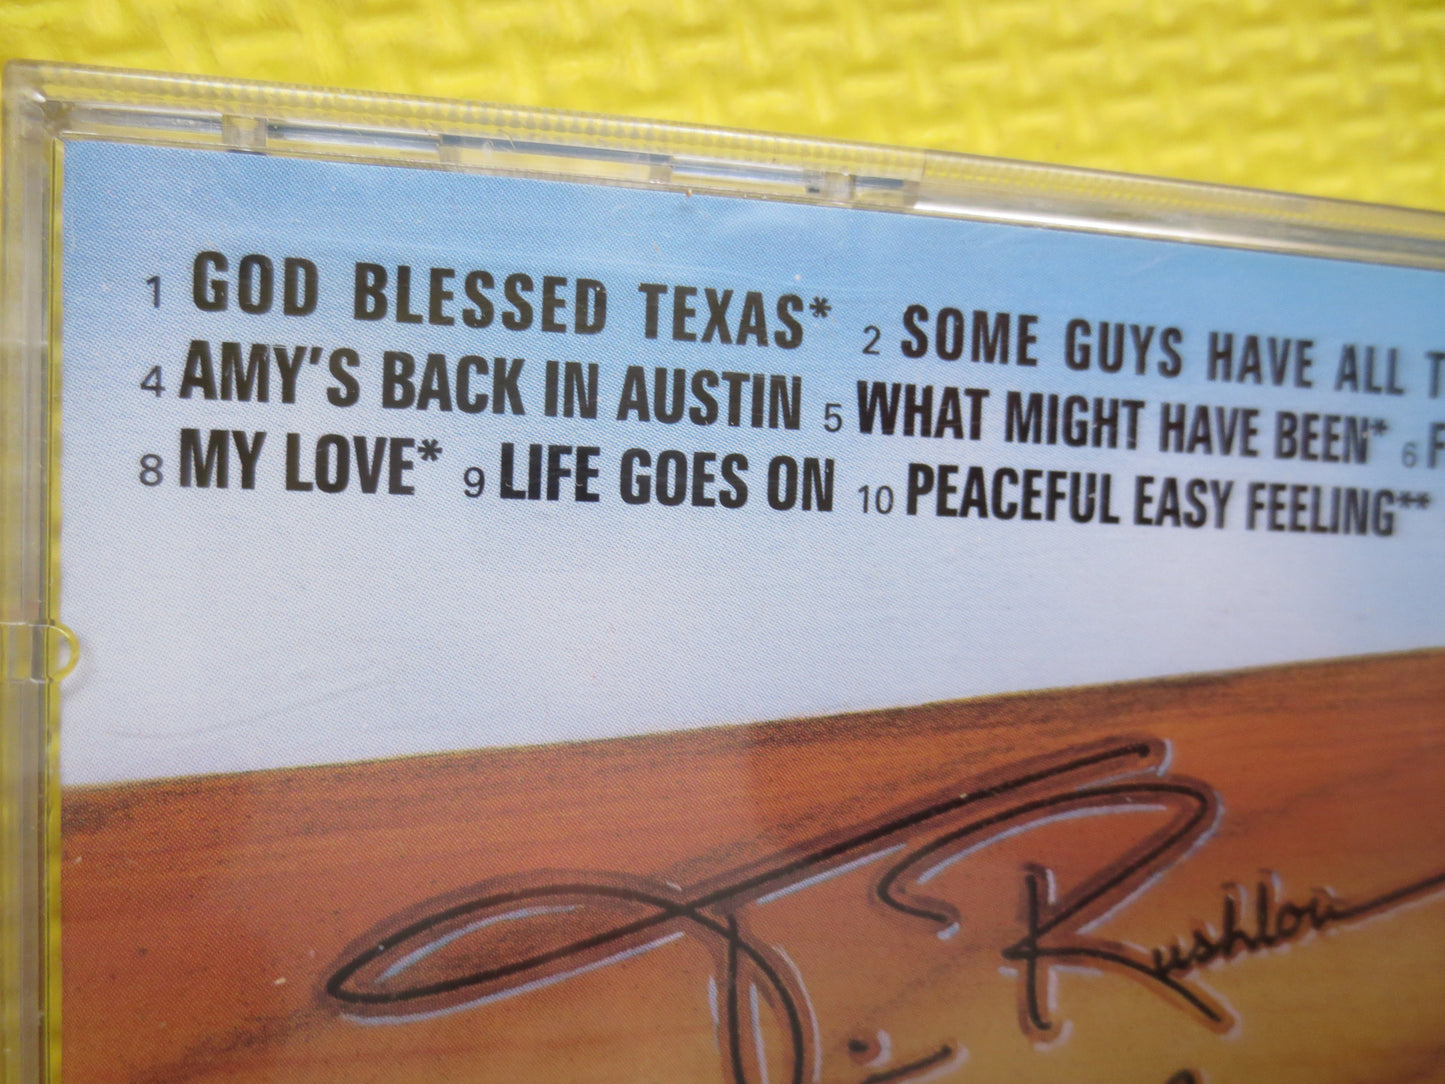 1 GOD BLESSED TEXAS* 2 SOME GUYS HAVE ALL
4 AMY'S BACK IN AUSTIN 5 WHAT MIGHT HAVE BEEN* 6
8 MY LOVE* 9 LIFE GOES ON 10 PEACEFUL EASY FEELING**
Rushlow